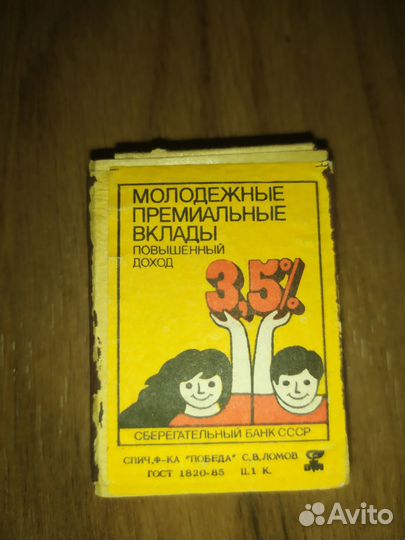 МОЛОДЕЖНЫЕ
ПРЕМИАЛЬНЫЕ
ВКЛАДЫ
ПОВЫШЕННЫЙ
ДОХОД
3,5%
СБЕРЕГАТЕЛЬНЫЙ БАНК СССР
СПИЧ.Ф-КА "ПОБЕДА" С.В.ЛОМОВ
ГОСТ 1820-85 Ц.1 К.
Avito